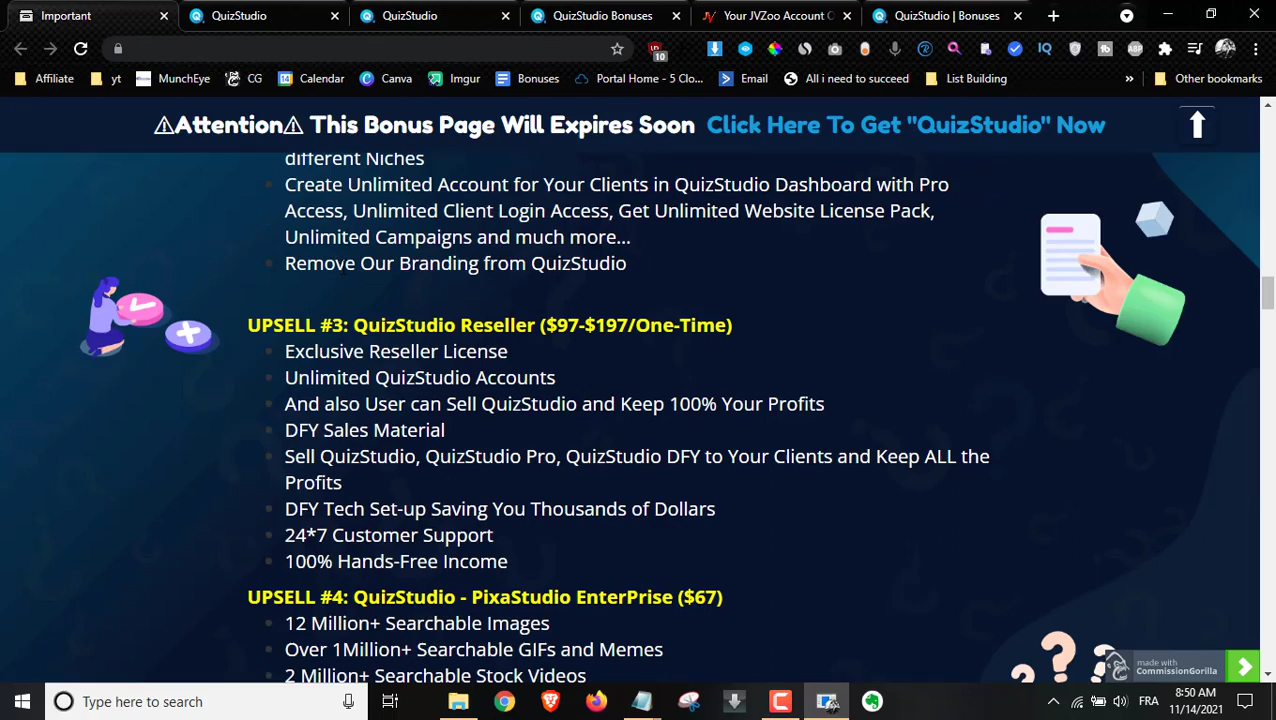 Important
QuizStudio
QuizStudio
QuizStudio Bonuses
Your JVZoo Account O
QuizStudio | Bonuses
10
Affiliate
yt
MunchEye
CG
Calendar
Canva
Imgur
Bonuses
Portal Home - 5 Clo...
Email
All i need to succeed
List Building
»
Other bookmarks
⚠Attention⚠ This Bonus Page Will Expires Soon Click Here To Get "QuizStudio" Now
different Niches
Create Unlimited Account for Your Clients in QuizStudio Dashboard with Pro
Access, Unlimited Client Login Access, Get Unlimited Website License Pack,
Unlimited Campaigns and much more...
Remove Our Branding from QuizStudio
UPSELL #3: QuizStudio Reseller ($97-$197/One-Time)
Exclusive Reseller License
Unlimited QuizStudio Accounts
And also User can Sell QuizStudio and Keep 100% Your Profits
DFY Sales Material
Sell QuizStudio, QuizStudio Pro, QuizStudio DFY to Your Clients and Keep ALL the
Profits
DFY Tech Set-up Saving You Thousands of Dollars
24*7 Customer Support
100% Hands-Free Income
UPSELL #4: QuizStudio - PixaStudio EnterPrise ($67)
12 Million+ Searchable Images
Over 1Million+ Searchable GIFs and Memes
2 Million+ Searchable Stock Videos
made with
COMMISSIONGORILLA
Type here to search
FRA
8:50 AM
11/14/2021